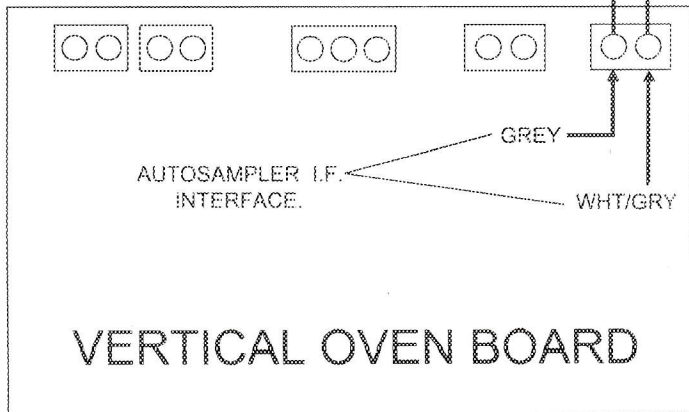 GREY
AUTOSAMPLER I.F.
INTERFACE.
WHT/GRY
VERTICAL OVEN BOARD